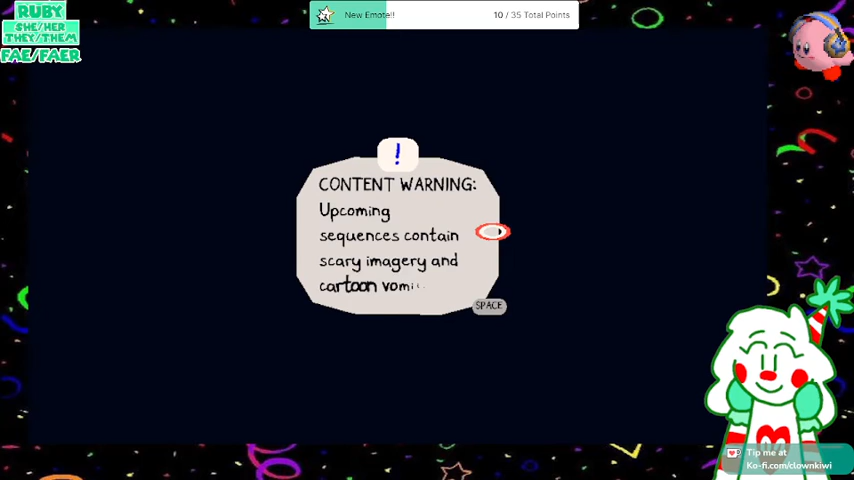 RUBY
SHE/HER
THEY/THEM
FAE/FAER
New Emote!!
10 / 35 Total Points
!
CONTENT WARNING:
Upcoming
sequences contain
scary imagery and
cartoon vomi
SPACE
Tip me at
Ko-fi.com/clownkiwi